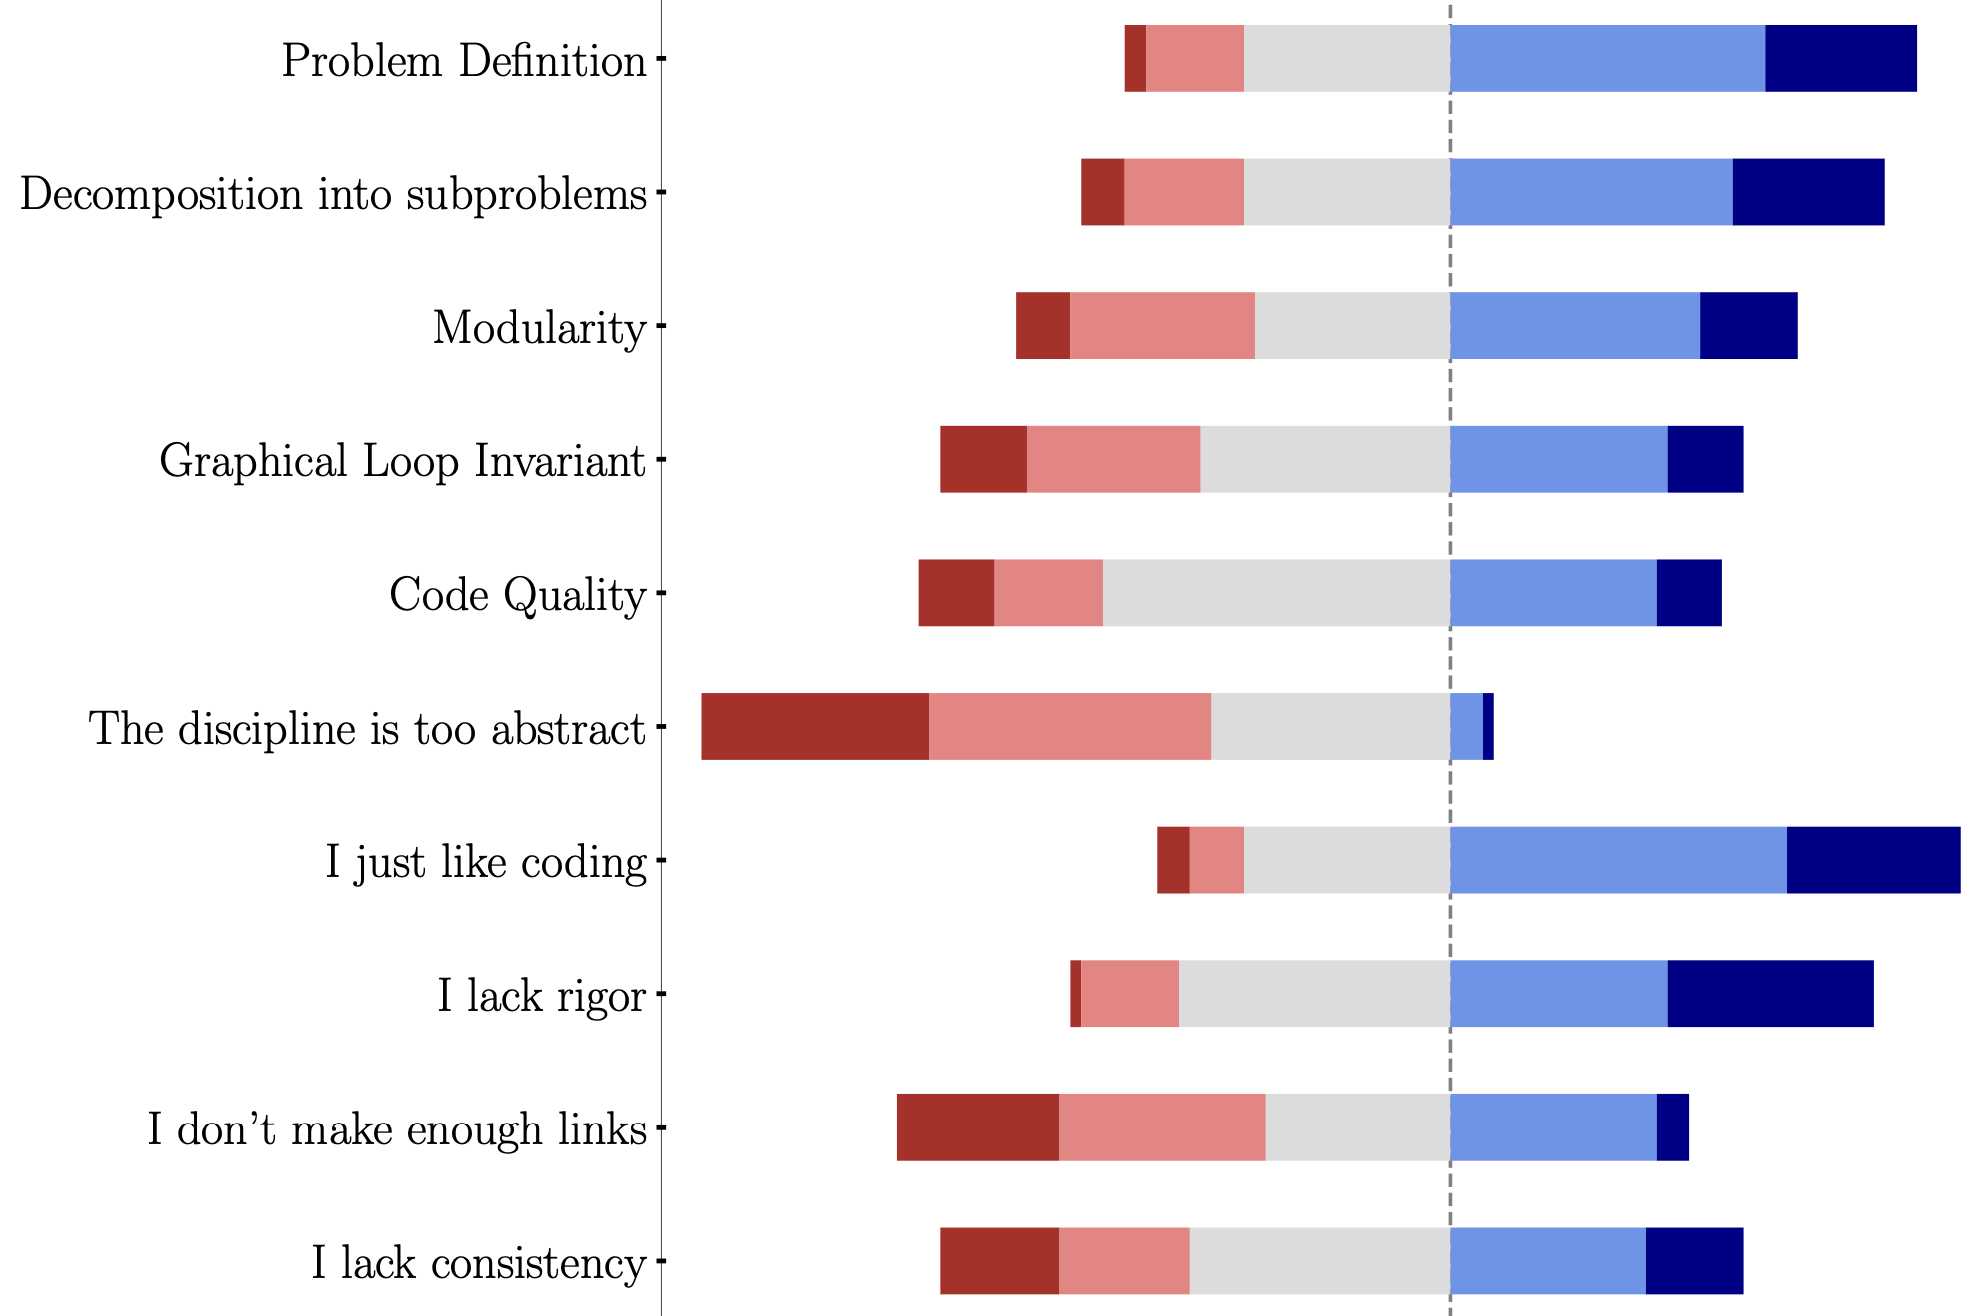 Problem Definition
Decomposition into subproblems
Modularity
Graphical Loop Invariant
Code Quality
The discipline is too abstract
I just like coding
I lack rigor
I don’t make enough links
I lack consistency